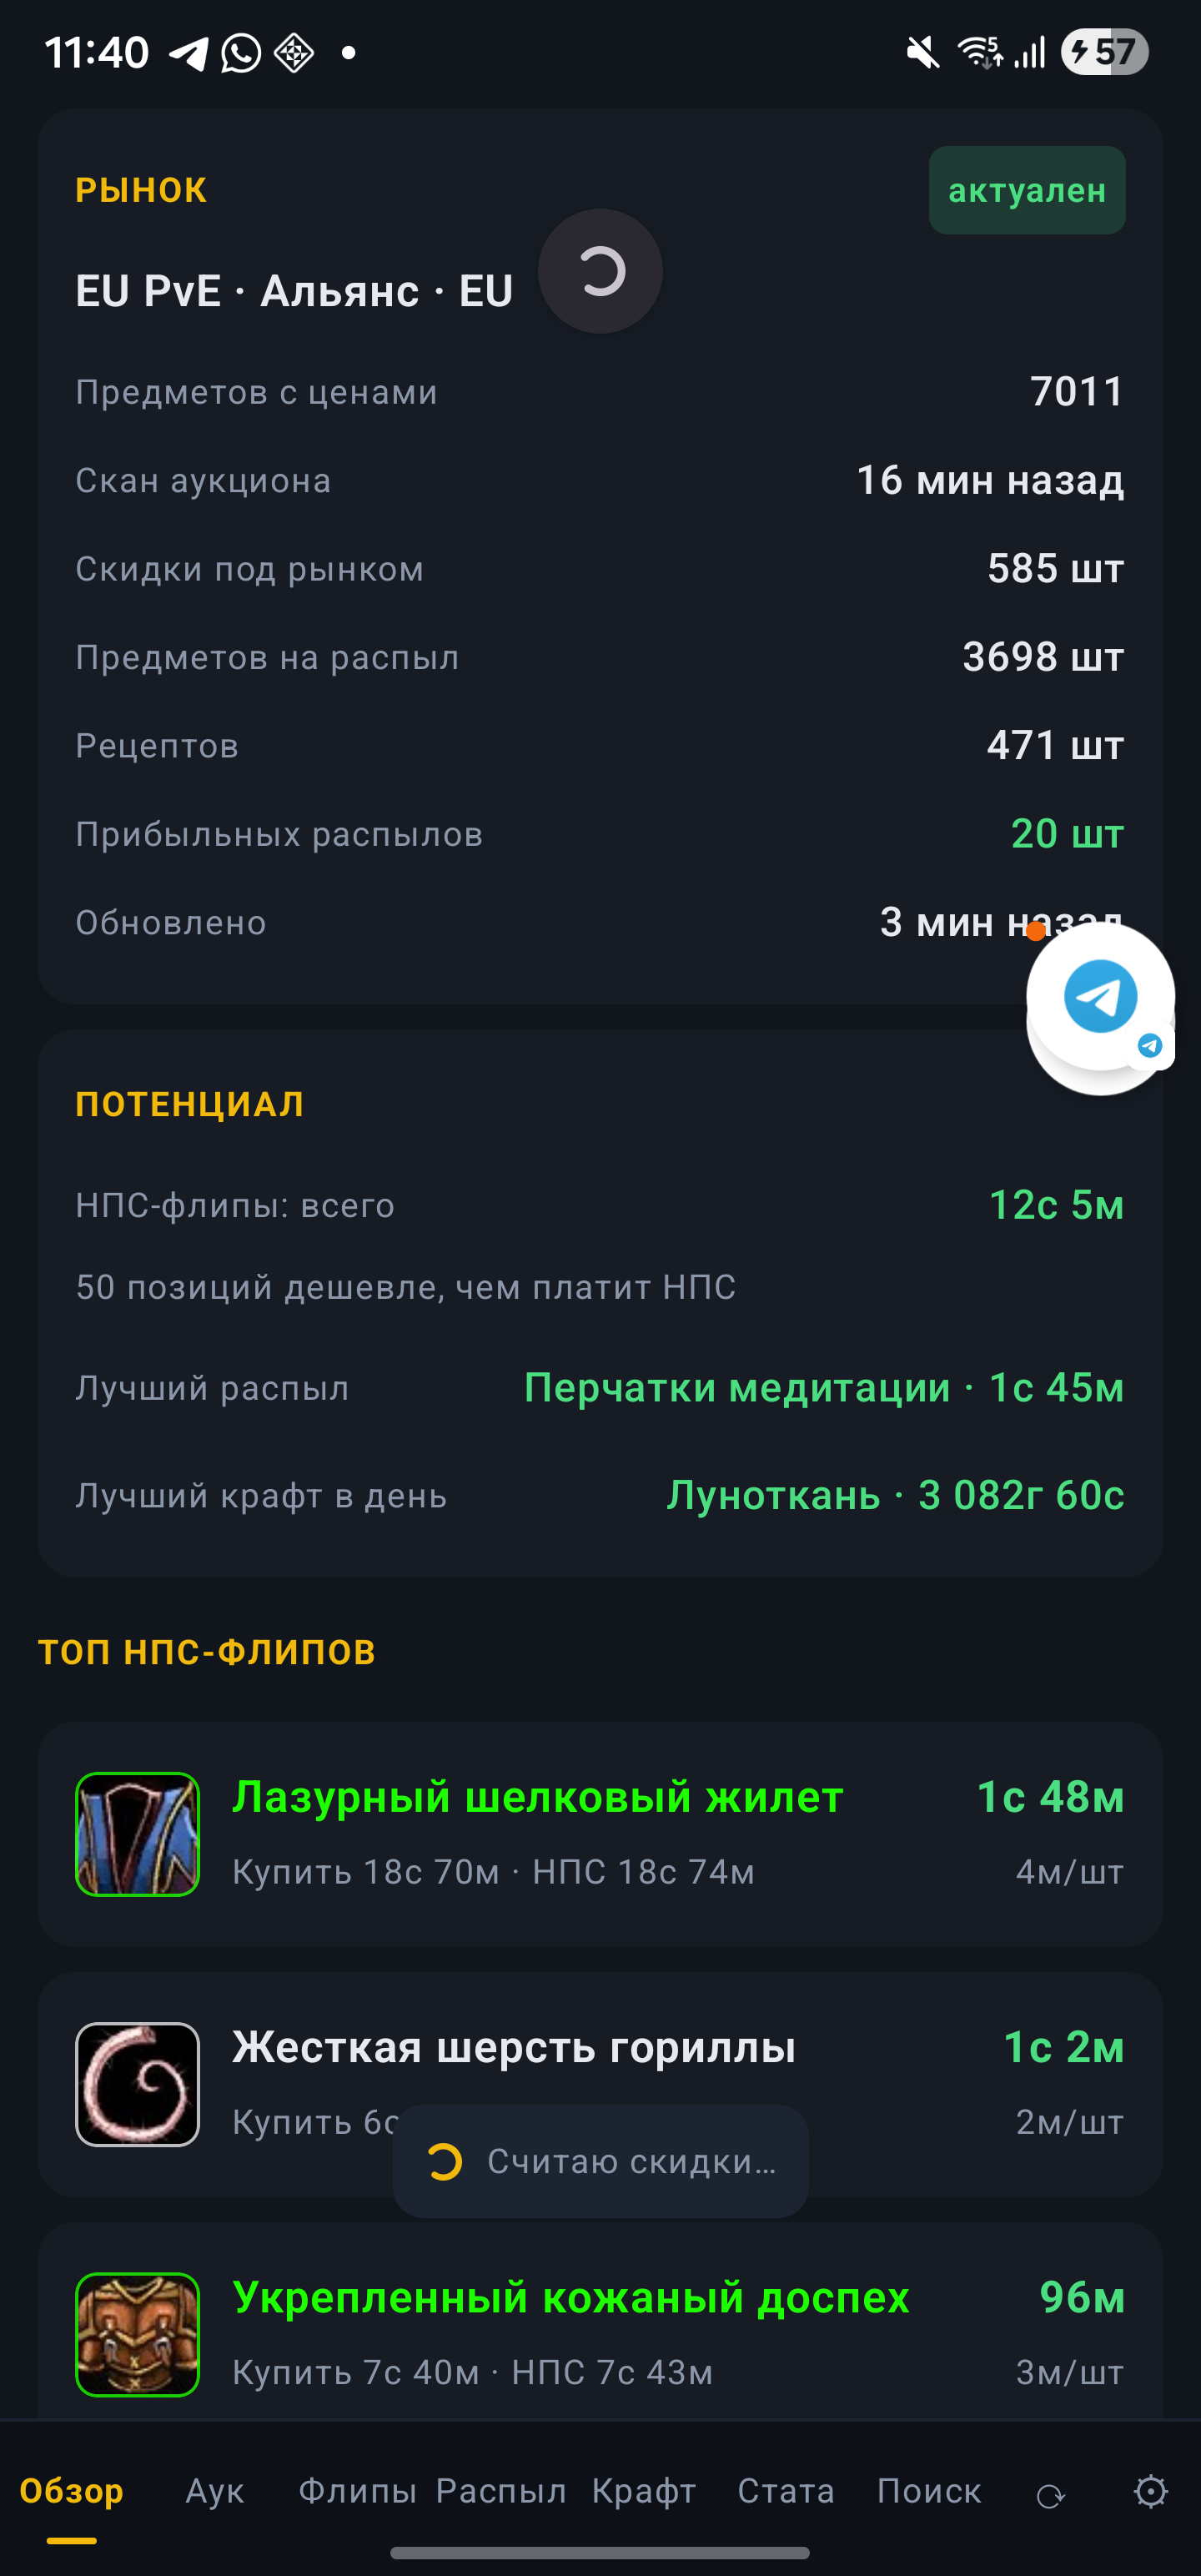 11:40
57
РЫНОК
актуален
EU PvE · Альянс · EU
Предметов с ценами 7011
Скан аукциона 16 мин назад
Скидки под рынком 585 шт
Предметов на распыл 3698 шт
Рецептов 471 шт
Прибыльных распылов 20 шт
Обновлено 3 мин назад
ПОТЕНЦИАЛ
НПС-флипы: всего 12с 5м
50 позиций дешевле, чем платит НПС
Лучший распыл Перчатки медитации · 1с 45м
Лучший крафт в день Луноткань · 3 082г 60с
ТОП НПС-ФЛИПОВ
Лазурный шелковый жилет 1с 48м
Купить 18с 70м · НПС 18с 74м 4м/шт
Жесткая шерсть гориллы 1с 2м
Купить 6с 2м/шт
Считаю скидки…
Укрепленный кожаный доспех 96м
Купить 7с 40м · НПС 7с 43м 3м/шт
Обзор Аук Флипы Распыл Крафт Стата Поиск